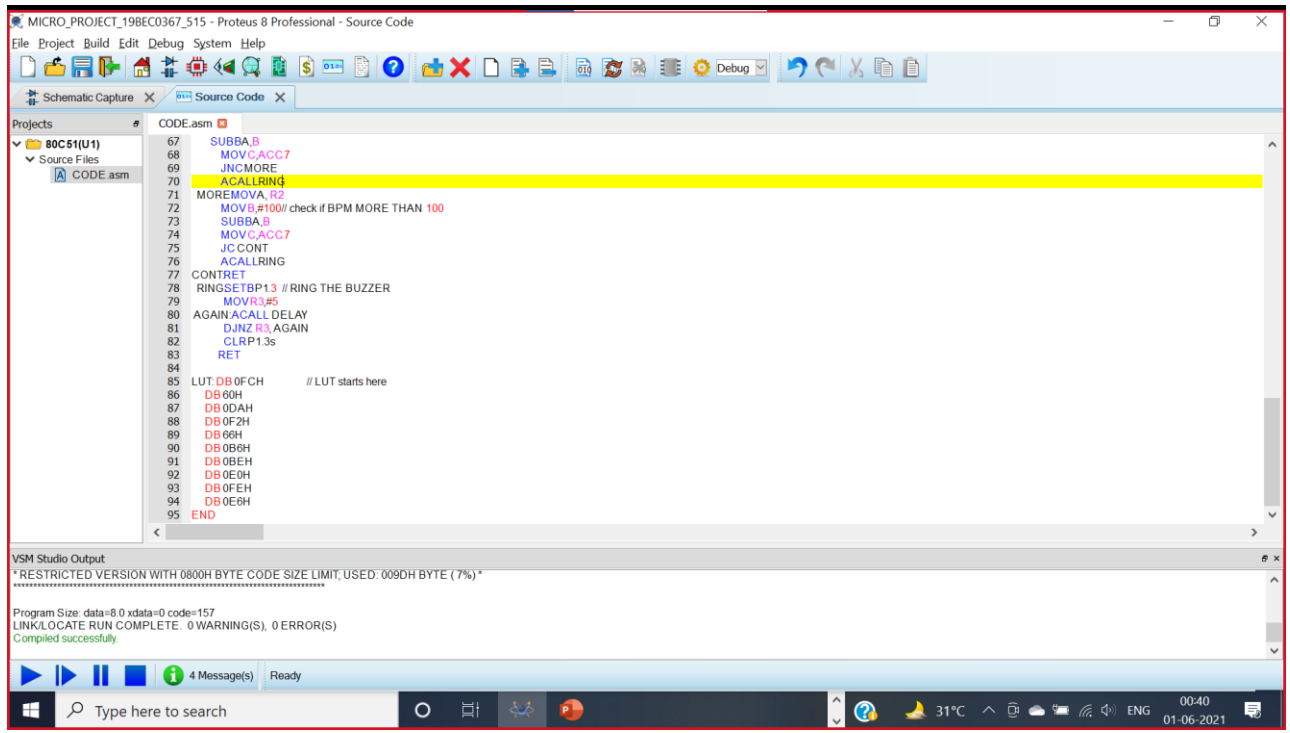 MICRO_PROJECT_19BEC0367_515 - Proteus 8 Professional - Source Code
File Project Build Edit Debug System Help
Debug
Schematic Capture Source Code
Projects
80C51(U1)
Source Files
CODE.asm
CODE.asm
67 SUBBA,B
68 MOVC,ACC7
69 JNCMORE
70 ACALLRING
71 MOREMOVA, R2
72 MOVB,#100// check if BPM MORE THAN 100
73 SUBBA,B
74 MOVC,ACC7
75 JCCONT
76 ACALLRING
77 CONTRET
78 RINGSETBP1.3 // RING THE BUZZER
79 MOVR3,#5
80 AGAIN:ACALL DELAY
81 DJNZ R3, AGAIN
82 CLRP1.3s
83 RET
84
85 LUT: DB 0FCH // LUT starts here
86 DB 60H
87 DB 0DAH
88 DB 0F2H
89 DB 66H
90 DB 0B6H
91 DB 0BEH
92 DB 0E0H
93 DB 0FEH
94 DB 0E6H
95 END
VSM Studio Output
* RESTRICTED VERSION WITH 0800H BYTE CODE SIZE LIMIT; USED: 009DH BYTE ( 7%) *
Program Size: data=8.0 xdata=0 code=157
LINK/LOCATE RUN COMPLETE. 0 WARNING(S), 0 ERROR(S)
Compiled successfully.
4 Message(s) Ready
Type here to search
31°C
ENG
00:40
01-06-2021